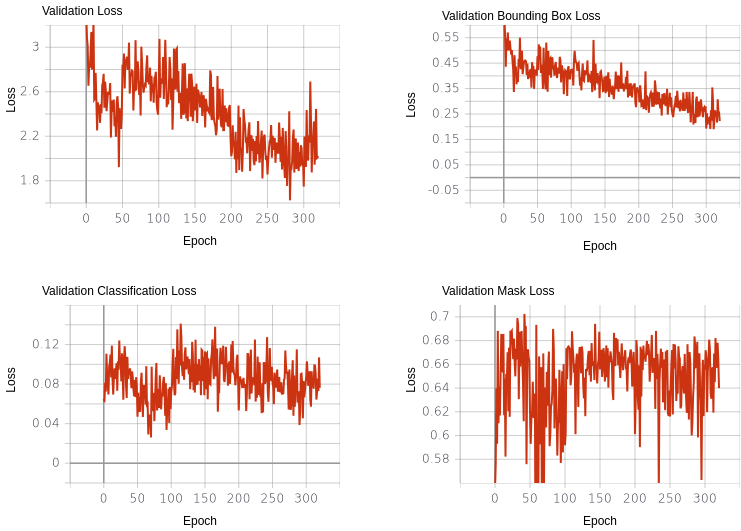 Validation Loss
3
2.6
2.2
1.8
Loss
0 50 100 150 200 250 300
Epoch
Validation Bounding Box Loss
0.55
0.45
0.35
0.25
0.15
0.05
-0.05
Loss
0 50 100 150 200 250 300
Epoch
Validation Classification Loss
0.12
0.08
0.04
0
Loss
0 50 100 150 200 250 300
Epoch
Validation Mask Loss
0.7
0.68
0.66
0.64
0.62
0.6
0.58
Loss
0 50 100 150 200 250 300
Epoch